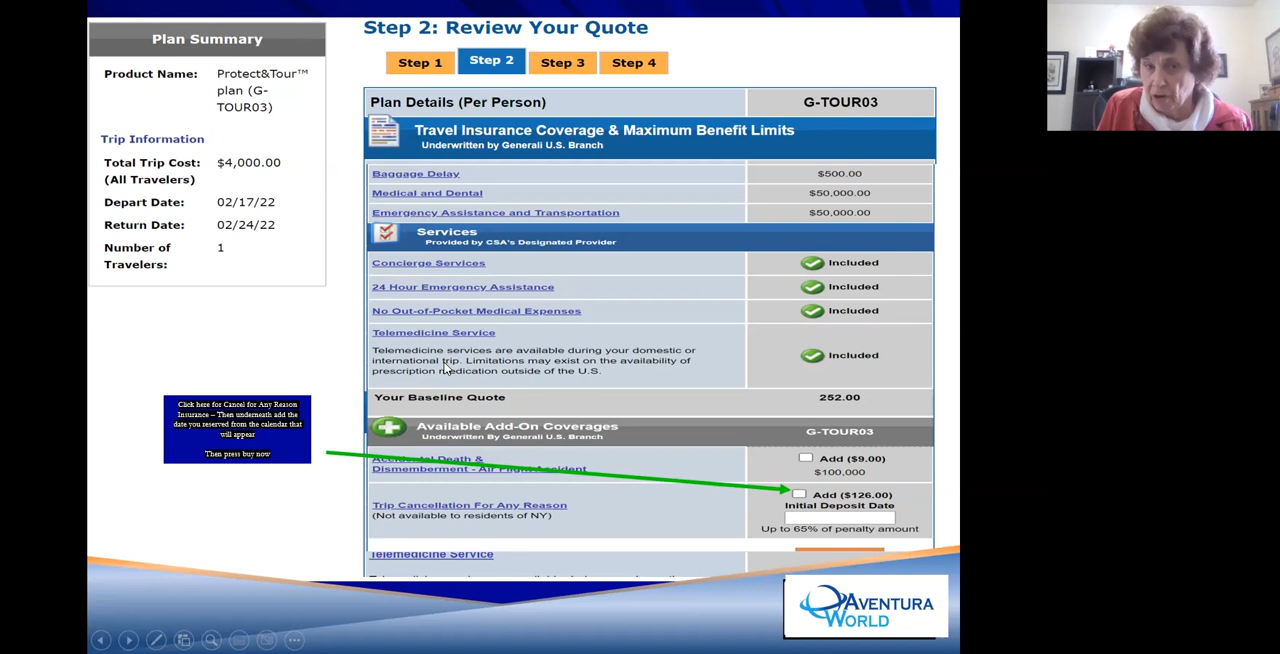 Step 2: Review Your Quote
Step 1
Step 2
Step 3
Step 4
Plan Summary
Product Name: Protect&Tour™
plan (G-
TOUR03)
Trip Information
Total Trip Cost: $4,000.00
(All Travelers)
Depart Date: 02/17/22
Return Date: 02/24/22
Number of 1
Travelers:
Plan Details (Per Person) G-TOUR03
Travel Insurance Coverage & Maximum Benefit Limits
Underwritten by Generali U.S. Branch
Baggage Delay $500.00
Medical and Dental $50,000.00
Emergency Assistance and Transportation $50,000.00
Services
Provided by CSA's Designated Provider
Concierge Services Included
24 Hour Emergency Assistance Included
No Out-of-Pocket Medical Expenses Included
Telemedicine Service
Telemedicine services are available during your domestic or
international trip. Limitations may exist on the availability of
prescription medication outside of the U.S.
Included
Your Baseline Quote 252.00
Available Add-On Coverages
Underwritten By Generali U.S. Branch
G-TOUR03
Accidental Death &
Dismemberment - Air Flight Accident
Add ($9.00)
$100,000
Trip Cancellation For Any Reason
(Not available to residents of NY)
Add ($126.00)
Initial Deposit Date
Up to 65% of penalty amount
Telemedicine Service
Click here for Cancel for Any Reason
Insurance – Then underneath add the
date you reserved from the calendar that
will appear
Then press buy now
AVENTURA
WORLD